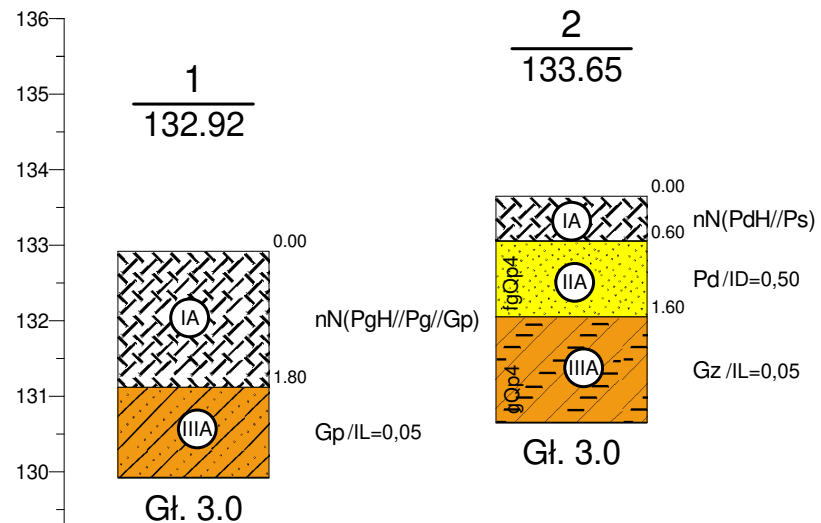 136
135
134
133
132
131
130
1
132.92
0.00
IA
nN(PgH//Pg//Gp)
1.80
IIIA
Gp/IL=0,05
Gł. 3.0
2
133.65
0.00
IA
nN(PdH//Ps)
0.60
fgQp4
IIA
Pd/ID=0,50
1.60
gQp4
IIIA
Gz/IL=0,05
Gł. 3.0